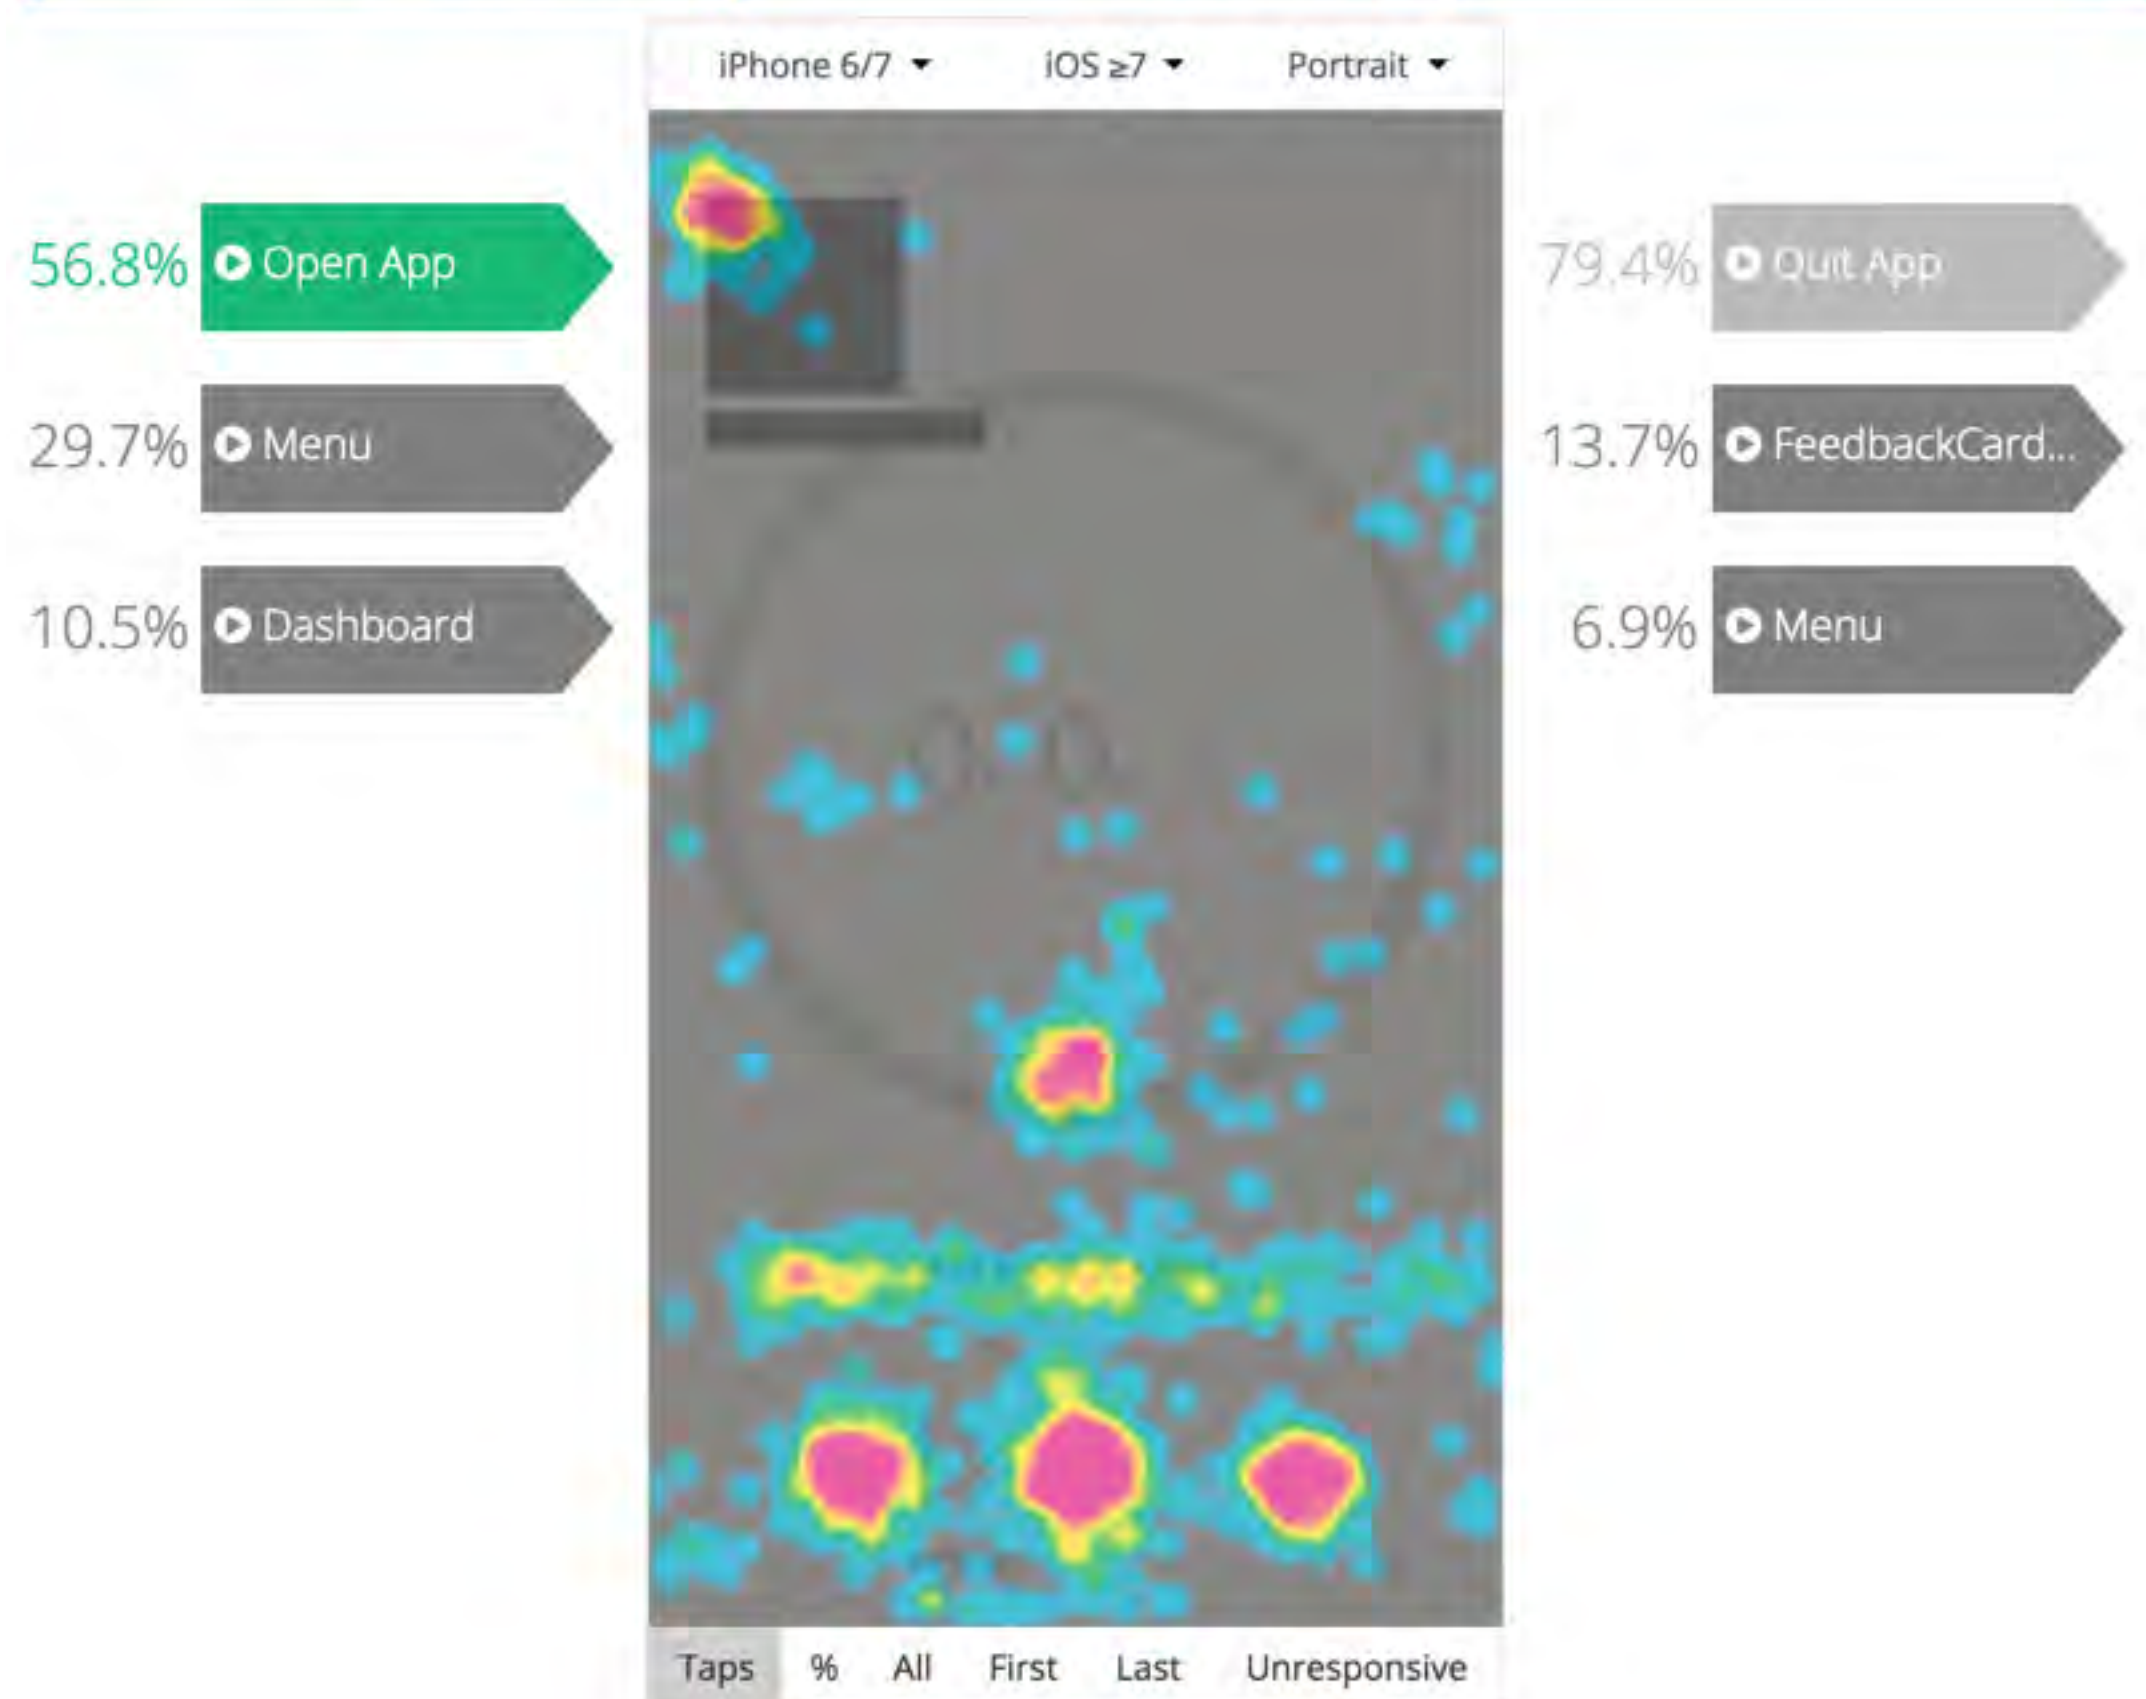 iPhone 6/7 iOS ≥7 Portrait
56.8% Open App
29.7% Menu
10.5% Dashboard
79.4% Quit App
13.7% FeedbackCard...
6.9% Menu
Taps % All First Last Unresponsive